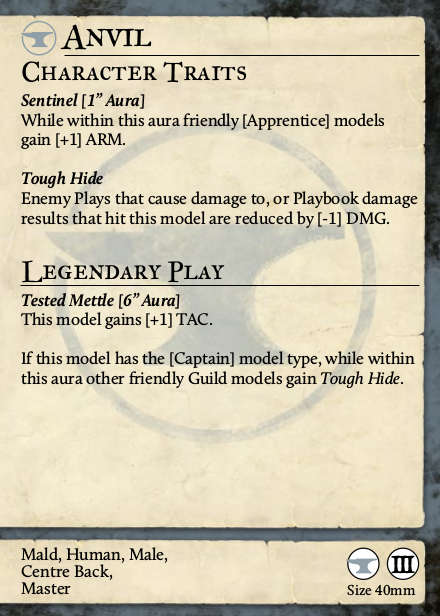 Anvil
Character Traits
Sentinel [1” Aura]
While within this aura friendly [Apprentice] models
gain [+1] ARM.
Tough Hide
Enemy Plays that cause damage to, or Playbook damage
results that hit this model are reduced by [-1] DMG.
Legendary Play
Tested Mettle [6” Aura]
This model gains [+1] TAC.
If this model has the [Captain] model type, while within
this aura other friendly Guild models gain Tough Hide.
Mald, Human, Male,
Centre Back,
Master
III
Size 40mm